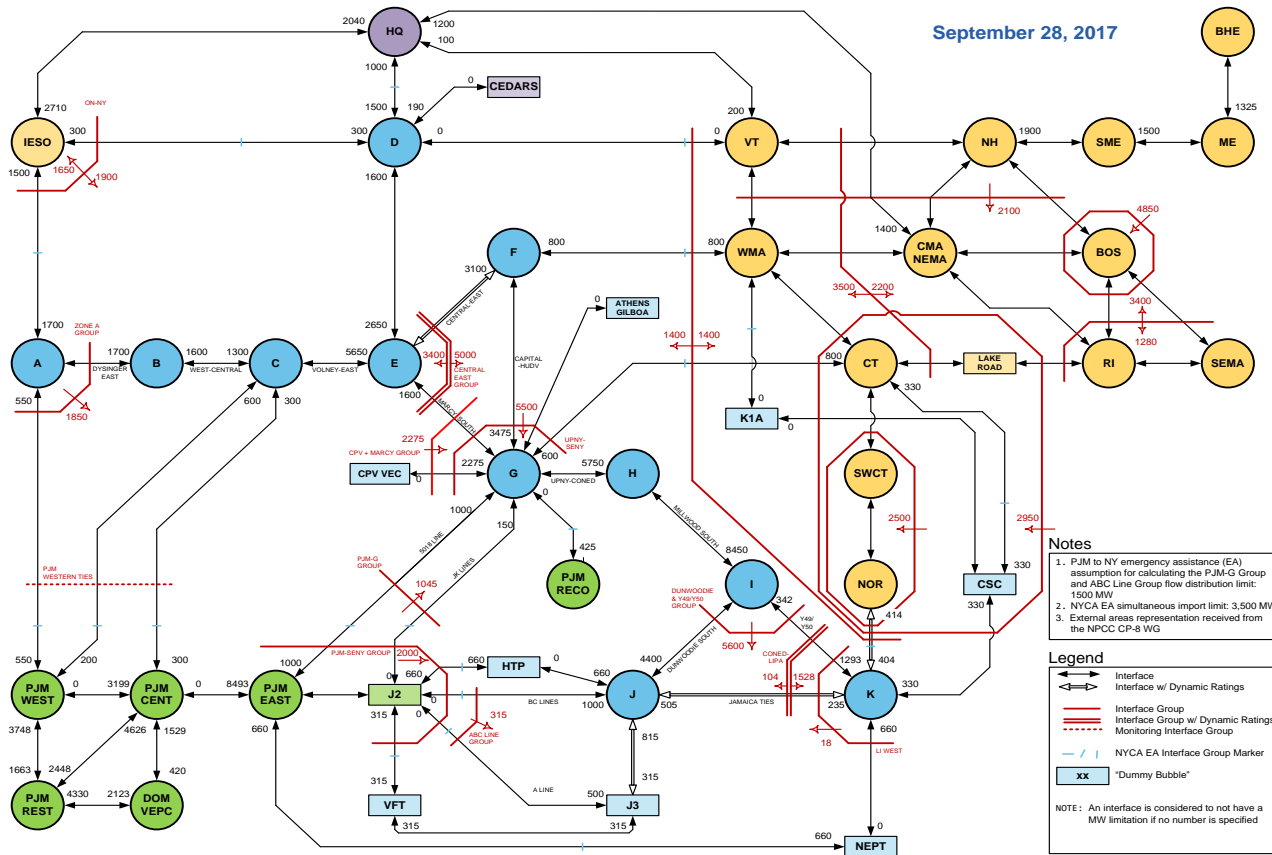 September 28, 2017
2040
HQ
1200
100
BHE
1000
0
CEDARS
1500
190
2710
ON-NY
200
1325
IESO
300
300
D
0
0
VT
NH
1900
SME
1500
ME
1650
1900
1500
1600
2100
4850
1400
F
800
800
WMA
CMA
NEMA
BOS
3100
CENTRAL-EAST
0
ATHENS
GILBOA
3500
2200
3400
1280
1700
ZONE A
GROUP
2650
1400
1400
A
1700
B
1600
1300
C
5650
E
3400
5000
CENTRAL
EAST
GROUP
CAPITAL
-HUDV
800
CT
LAKE
ROAD
RI
SEMA
DYSINGER
EAST
WEST-CENTRAL
VOLNEY-EAST
550
1850
600
300
1600
330
MARCY SOUTH
5500
0
K1A
0
2275
3475
UPNY-
SENY
CPV + MARCY GROUP
600
CPV VEC
0
2275
G
5750
UPNY-CONED
H
SWCT
1000
0
150
2500
2950
5018 LINE
JK LINES
MILLWOOD SOUTH
425
PJM
RECO
8450
I
NOR
330
CSC
330
PJM
WESTERN TIES
PJM-G
GROUP
1045
342
414
DUNWOODIE
& Y49/Y50
GROUP
Y49/
Y50
Notes
1. PJM to NY emergency assistance (EA)
assumption for calculating the PJM-G Group
and ABC Line Group flow distribution limit:
1500 MW
2. NYCA EA simultaneous import limit: 3,500 MW
3. External areas representation received from
the NPCC CP-8 WG
DUNWOODIE SOUTH
5600
CONED-
LIPA
PJM-SENY GROUP
2000
550
200
300
1000
0
660
660
HTP
0
660
4400
104
1528
1293
404
PJM
WEST
0
3199
PJM
CENT
0
8493
PJM
EAST
J2
0
BC LINES
1000
J
505
JAMAICA TIES
235
K
330
3748
4626
1529
660
315
0
315
ABC LINE
GROUP
815
18
660
LI WEST
1663
2448
420
315
A LINE
500
315
PJM
REST
4330
2123
DOM
VEPC
VFT
J3
315
315
660
0
NEPT
Legend
Interface
Interface w/ Dynamic Ratings
Interface Group
Interface Group w/ Dynamic Ratings
Monitoring Interface Group
NYCA EA Interface Group Marker
xx
"Dummy Bubble"
NOTE: An interface is considered to not have a
MW limitation if no number is specified